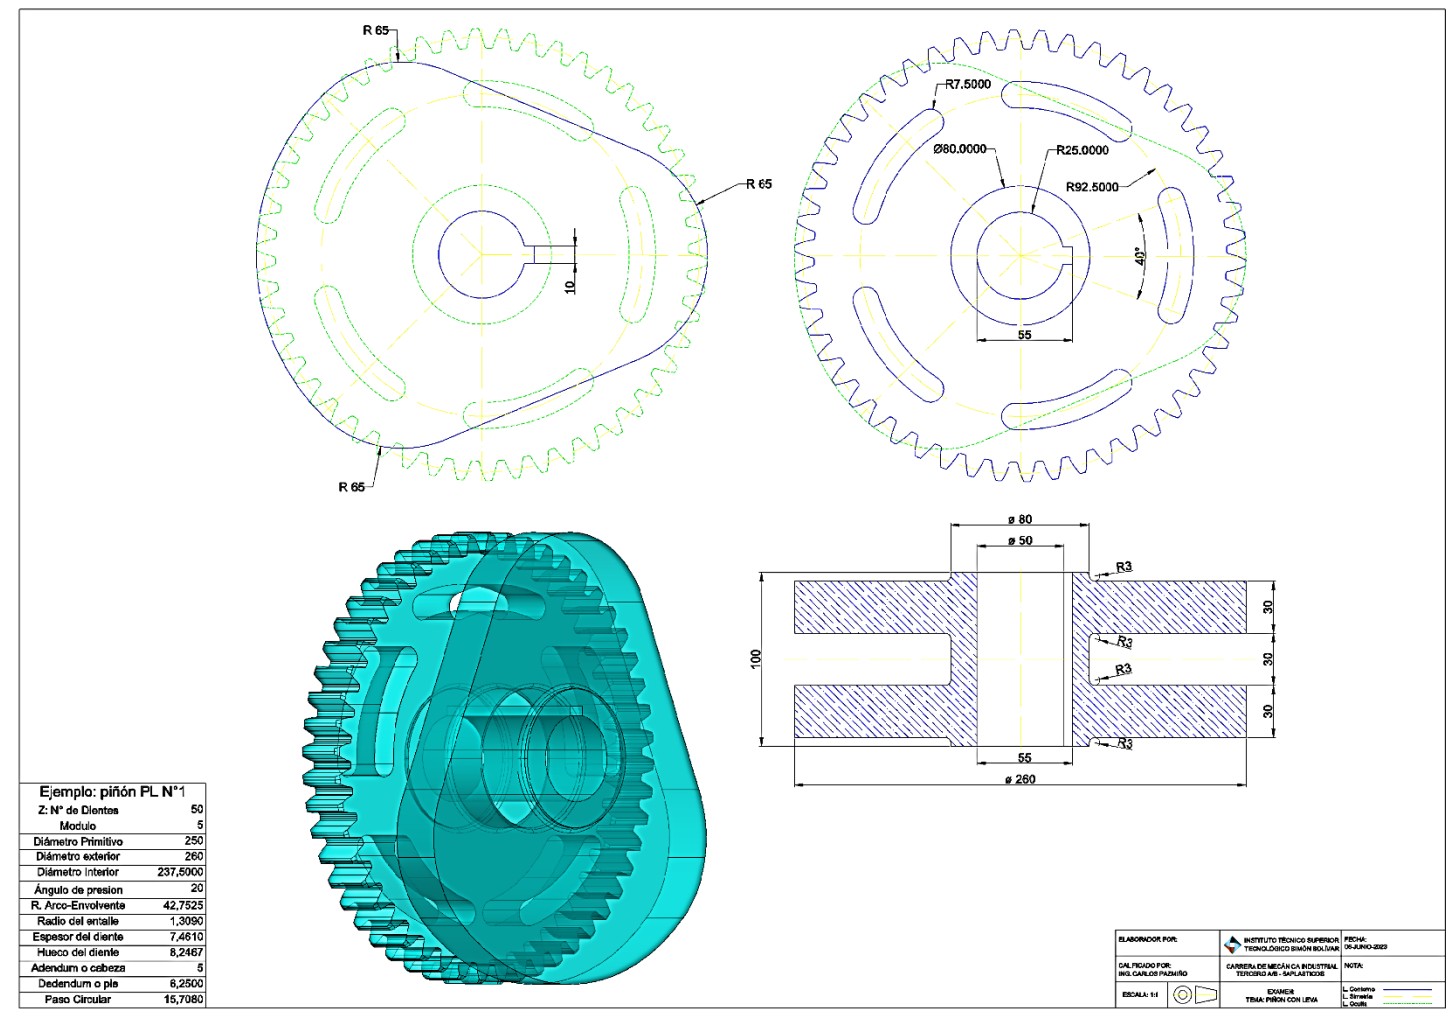 R 65
R 65
R 65
10
R7.5000
Ø80.0000
R25.0000
R92.5000
40°
55
ø 80
ø 50
R3
R3
R3
R3
100
30
30
30
55
ø 260
Ejemplo: piñón PL N°1
Z: N° de Dientes 50
Modulo 5
Diámetro Primitivo 250
Diámetro exterior 260
Diámetro Interior 237,5000
Ángulo de presion 20
R. Arco-Envolvente 42,7525
Radio del entalle 1,3090
Espesor del diente 7,4610
Hueco del diente 8,2467
Adendum o cabeza 5
Dedendum o pie 6,2500
Paso Circular 15,7080
ELABORADOR POR:
INSTITUTO TÉCNICO SUPERIOR
TECNOLÓGICO SIMÓN BOLÍVAR
FECHA:
06-JUNIO-2023
CALIFICADO POR:
ING. CARLOS PAZMIÑO
CARRERA DE MECÁNICA INDUSTRIAL
TERCERO A/B -
NOTA:
ESCALA: 1:1
EXAMEN
TEMA: PIÑON CON LEVA
L. Contorno
L. Simetría
L. Oculta